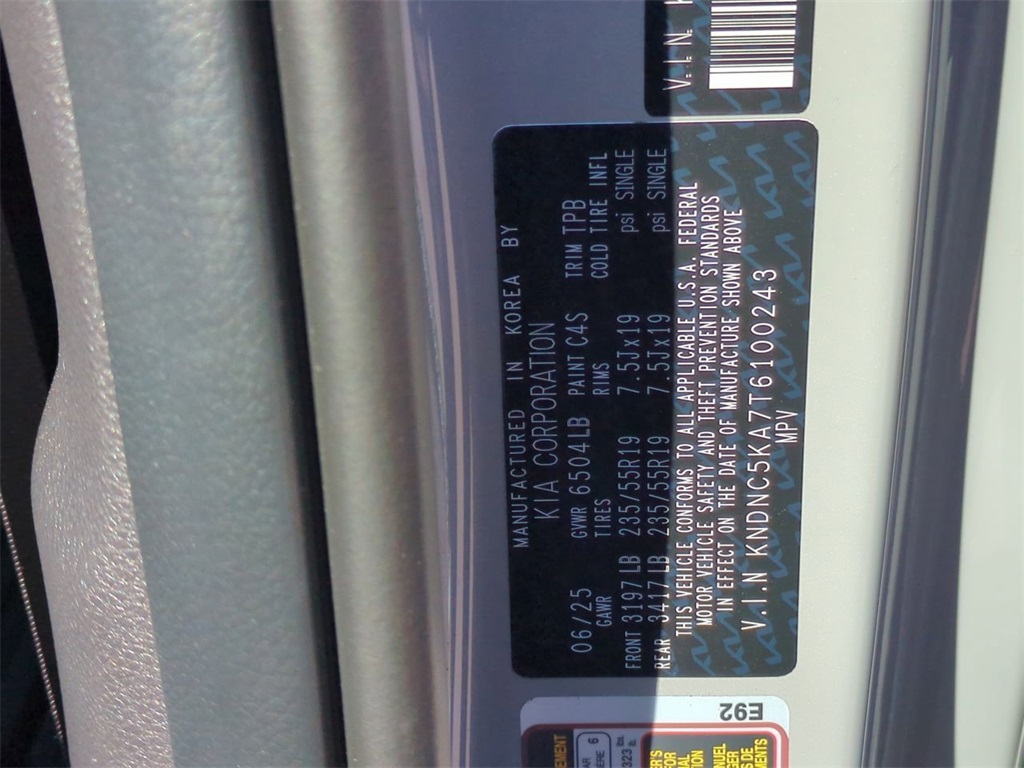 MANUFACTURED IN KOREA BY
KIA CORPORATION
06/25 GVWR 6504LB PAINT C4S TRIM TPB
GAWR TIRES RIMS COLD TIRE INFL
FRONT 3197LB 235/55R19 7.5Jx19 psi SINGLE
REAR 3417LB 235/55R19 7.5Jx19 psi SINGLE
THIS VEHICLE CONFORMS TO ALL APPLICABLE U.S.A. FEDERAL
MOTOR VEHICLE SAFETY AND THEFT PREVENTION STANDARDS
IN EFFECT ON THE DATE OF MANUFACTURE SHOWN ABOVE
V.I.N KNDNC5KA7T6100243
MPV
V.I.N.
E92